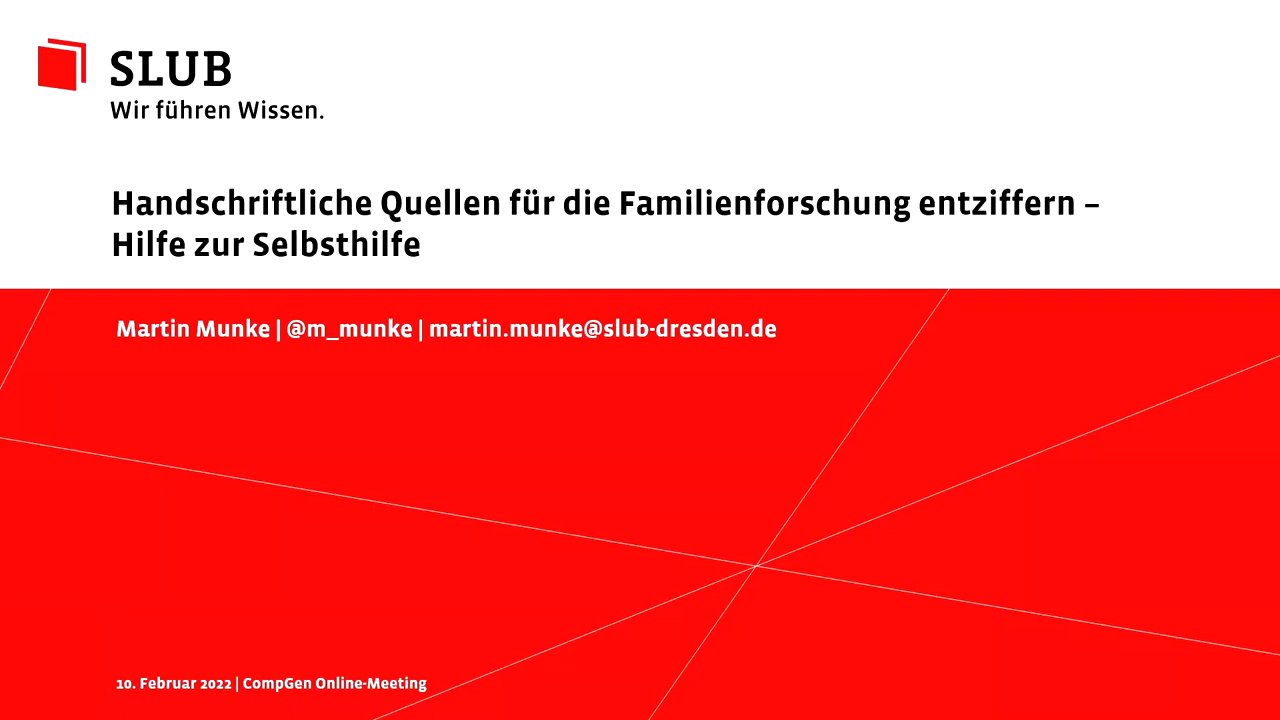 SLUB
Wir führen Wissen.
Handschriftliche Quellen für die Familienforschung entziffern –
Hilfe zur Selbsthilfe
Martin Munke | @m_munke | martin.munke@slub-dresden.de
10. Februar 2022 | CompGen Online-Meeting